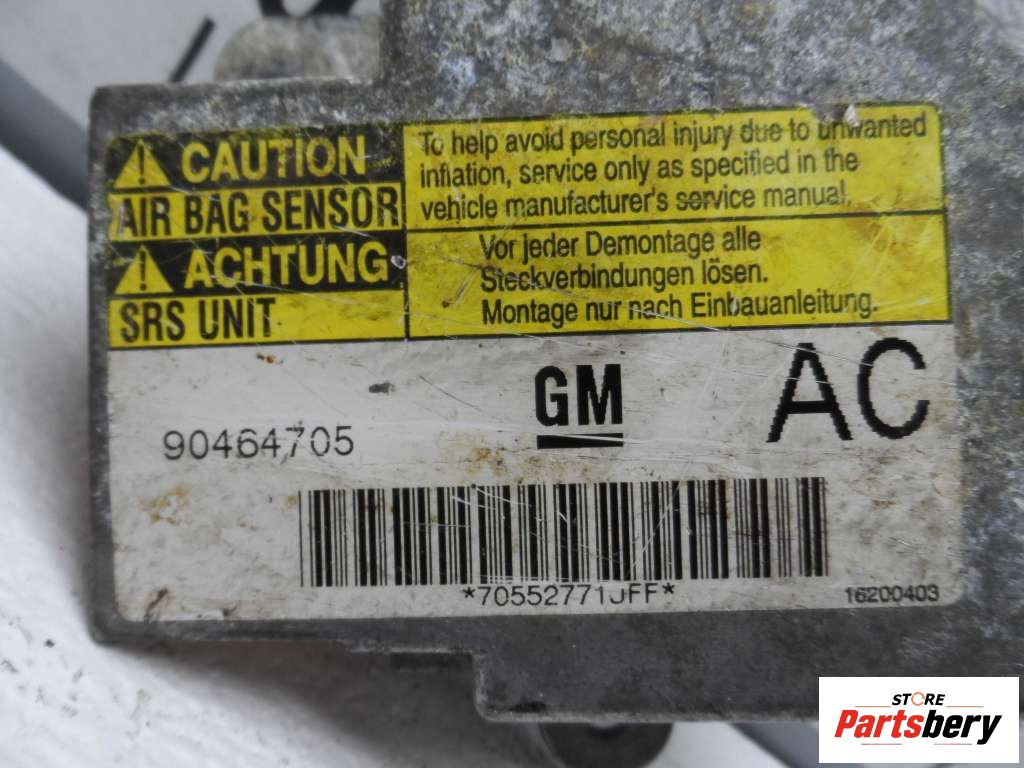 CAUTION
AIR BAG SENSOR
ACHTUNG
SRS UNIT
To help avoid personal injury due to unwanted
inflation, service only as specified in the
vehicle manufacturer's service manual.
Vor jeder Demontage alle
Steckverbindungen lösen.
Montage nur nach Einbauanleitung.
90464705
GM
AC
*70552771JFF*
16200403
STORE
Partsbery